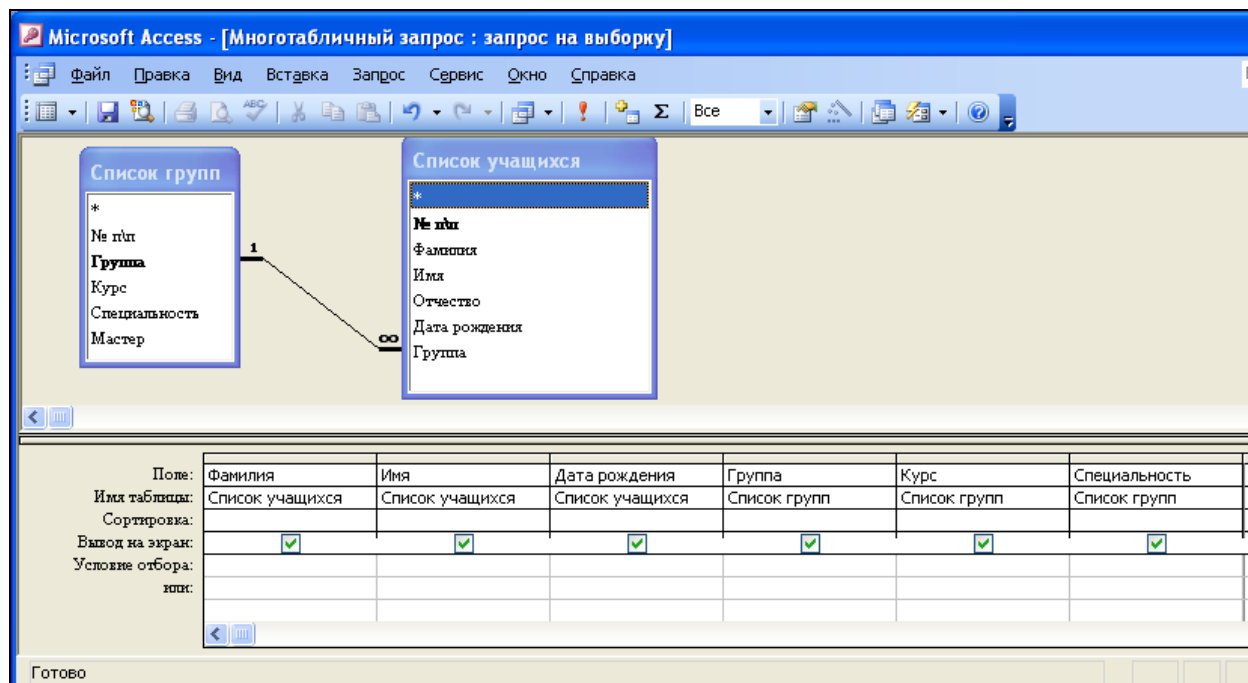 Microsoft Access - [Многотабличный запрос : запрос на выборку]
Файл Правка Вид Вставка Запрос Сервис Окно Справка
ABC Σ Все
Список групп
*
№ п\п
Группа
Курс
Специальность
Мастер
1
∞
Список учащихся
*
№ п\п
Фамилия
Имя
Отчество
Дата рождения
Группа
Поле: Фамилия Имя Дата рождения Группа Курс Специальность
Имя таблицы: Список учащихся Список учащихся Список учащихся Список групп Список групп Список групп
Сортировка:
Вывод на экран:
Условие отбора:
или:
Готово